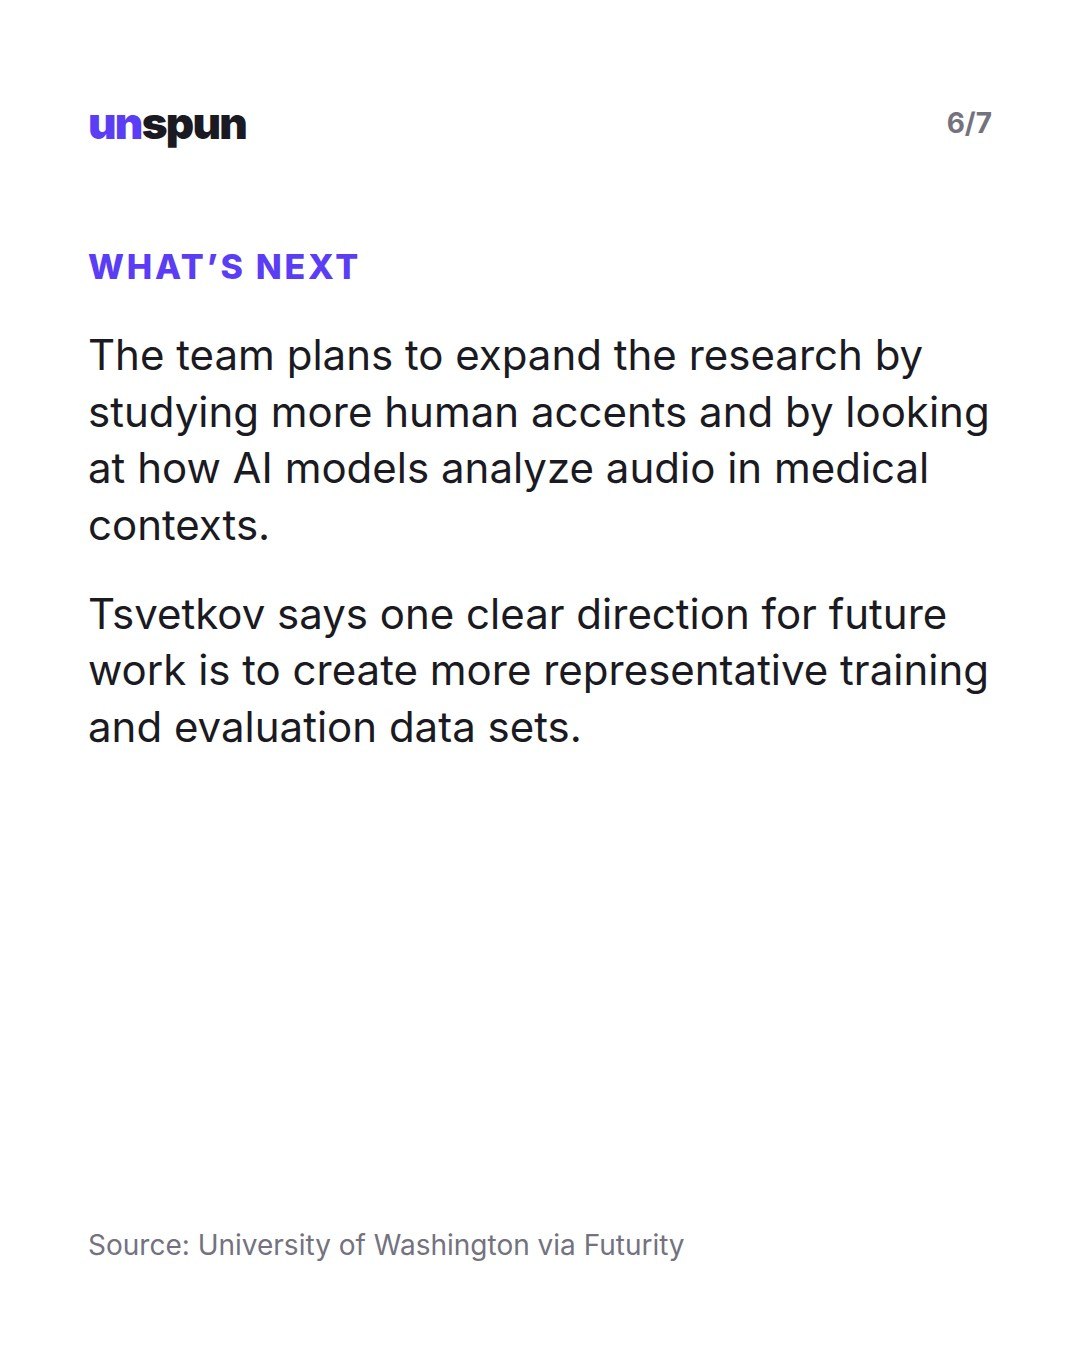 unspun
6/7
WHAT’S NEXT
The team plans to expand the research by
studying more human accents and by looking
at how AI models analyze audio in medical
contexts.
Tsvetkov says one clear direction for future
work is to create more representative training
and evaluation data sets.
Source: University of Washington via Futurity